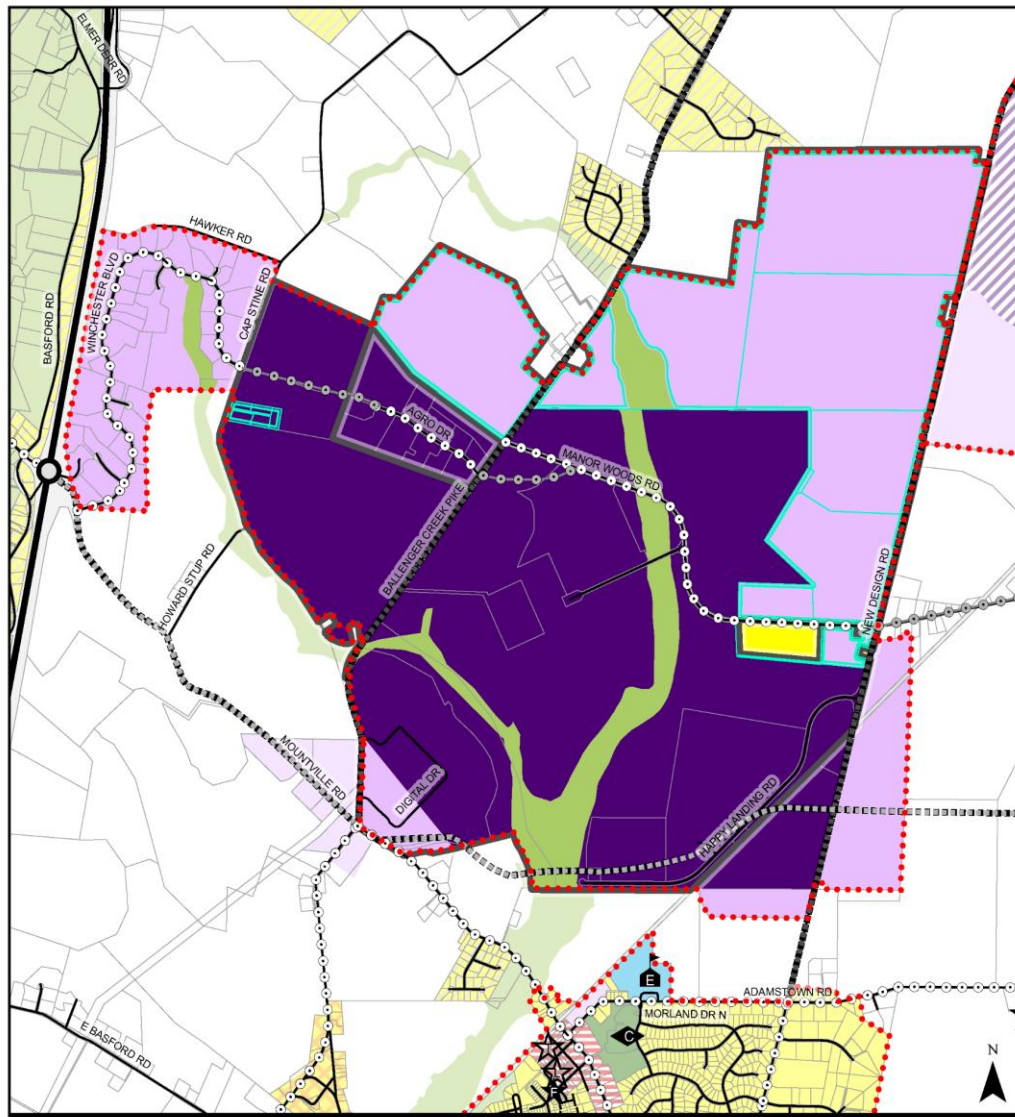 ELMER DERR RD
HAWKER RD
WINCHESTER BLVD
BASFORD RD
CAP STINE RD
AGRO DR
MANOR WOODS RD
BALLENGER CREEK PIKE
HOWARD STUP RD
NEW DESIGN RD
MOUNTVILLE RD
DIGITAL DR
HAPPY LANDING RD
E
ADAMSTOWN RD
MORLAND DR N
C
E BASFORD RD
N